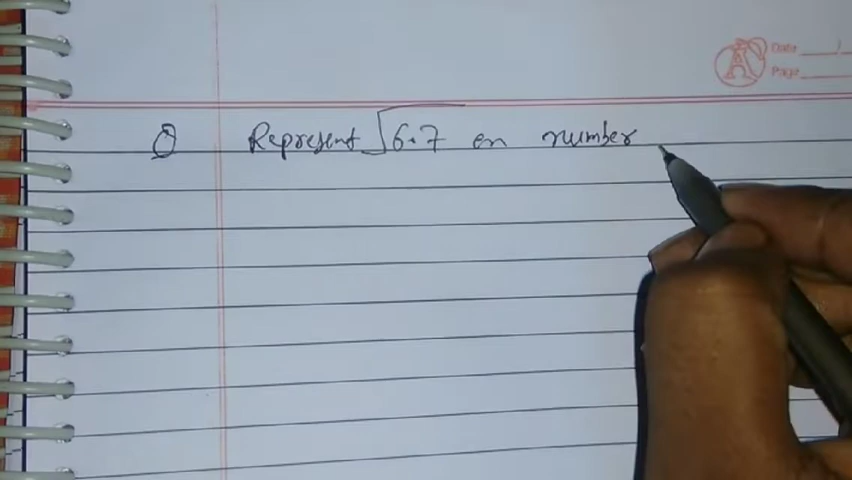 Date
Page
Q Represent √6.7 on number